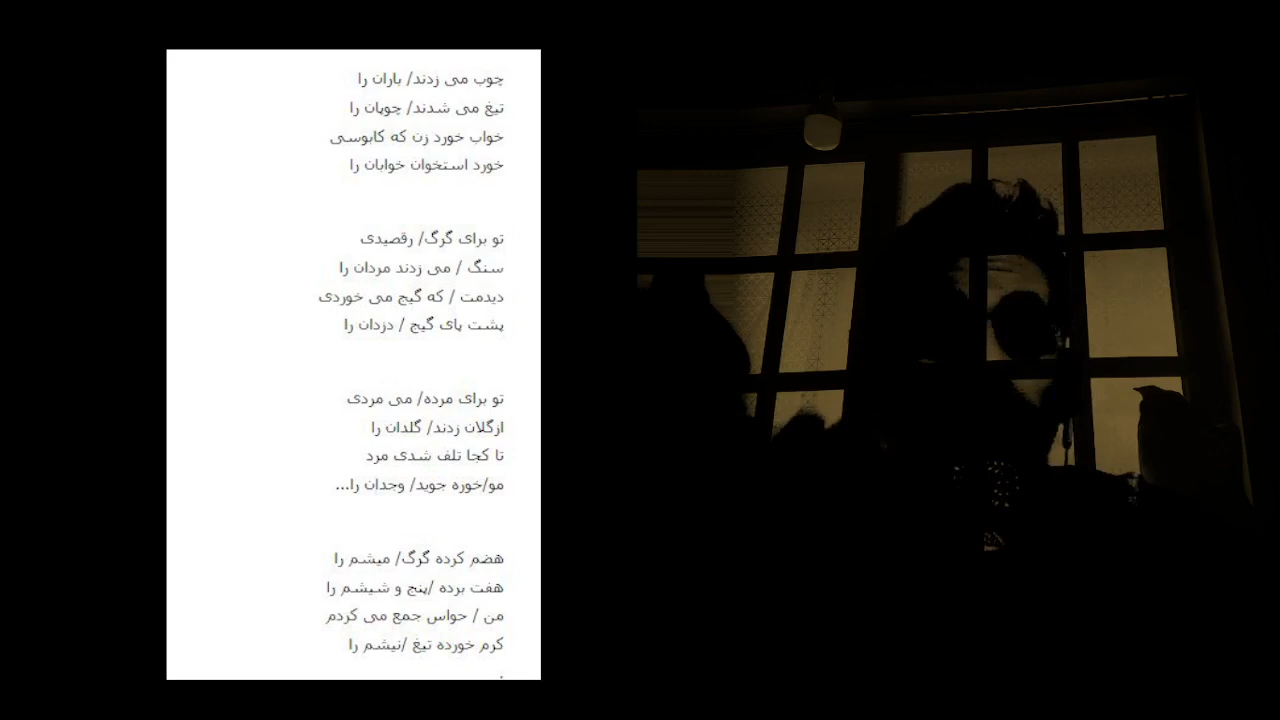 چوب می زدند/ باران را
تیغ می شدند/ چوپان را
خواب خورد زن که کابوسی
خورد استخوان خوابان را
تو برای گرگ/ رقصیدی
سنگ / می زدند مردان را
دیدمت / که گیج می خوردی
پشت پای گیج / دزدان را
تو برای مرده/ می مردی
ازگلان زدند/ گلدان را
تا کجا تلف شدی مرد
مو/خوره جوید/ وجدان را...
هضم کرده گرگ/ میشم را
هفت برده /پنج و شیشم را
من / حواس جمع می کردم
کرم خورده تیغ /نیشم را
.